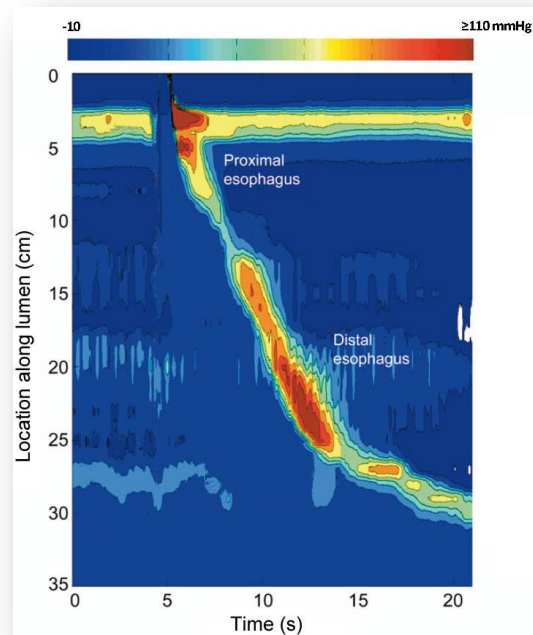 -10 ≥110 mmHg
0
5
10
15
20
25
30
35
Location along lumen (cm)
Proximal
esophagus
Distal
esophagus
0 5 10 15 20
Time (s)